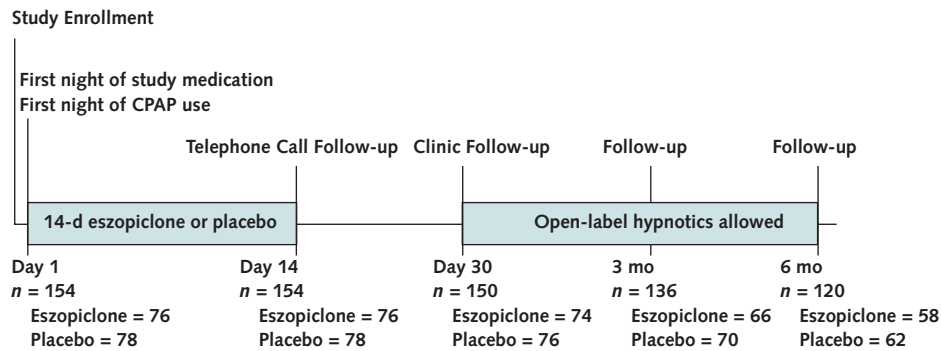 Study Enrollment
First night of study medication
First night of CPAP use
Telephone Call Follow-up Clinic Follow-up Follow-up Follow-up
14-d eszopiclone or placebo Open-label hypnotics allowed
Day 1 Day 14 Day 30 3 mo 6 mo
n = 154 n = 154 n = 150 n = 136 n = 120
Eszopiclone = 76 Eszopiclone = 76 Eszopiclone = 74 Eszopiclone = 66 Eszopiclone = 58
Placebo = 78 Placebo = 78 Placebo = 76 Placebo = 70 Placebo = 62